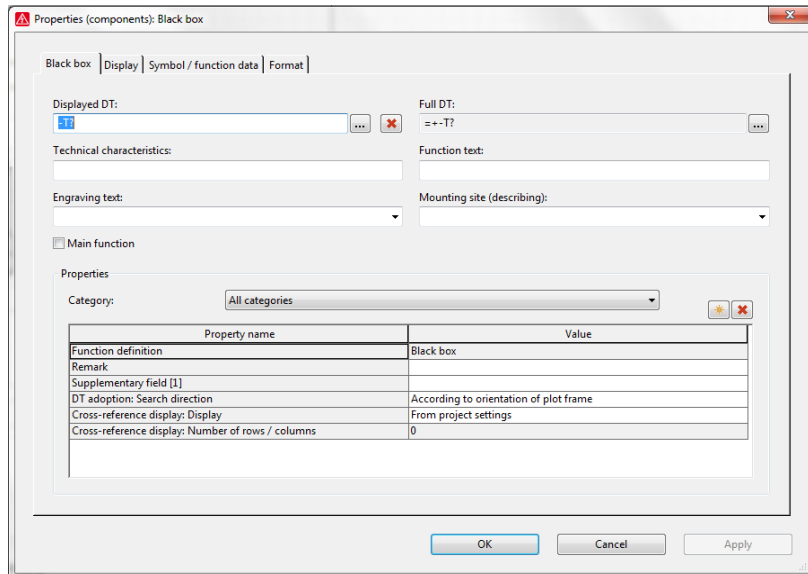 Properties (components): Black box
Black box Display Symbol / function data Format
Displayed DT: Full DT:
-T? ... =+-T? ...
Technical characteristics: Function text:
Engraving text: Mounting site (describing):
Main function
Properties
Category: All categories
Property name Value
Function definition Black box
Remark
Supplementary field [1]
DT adoption: Search direction According to orientation of plot frame
Cross-reference display: Display From project settings
Cross-reference display: Number of rows / columns 0
OK Cancel Apply